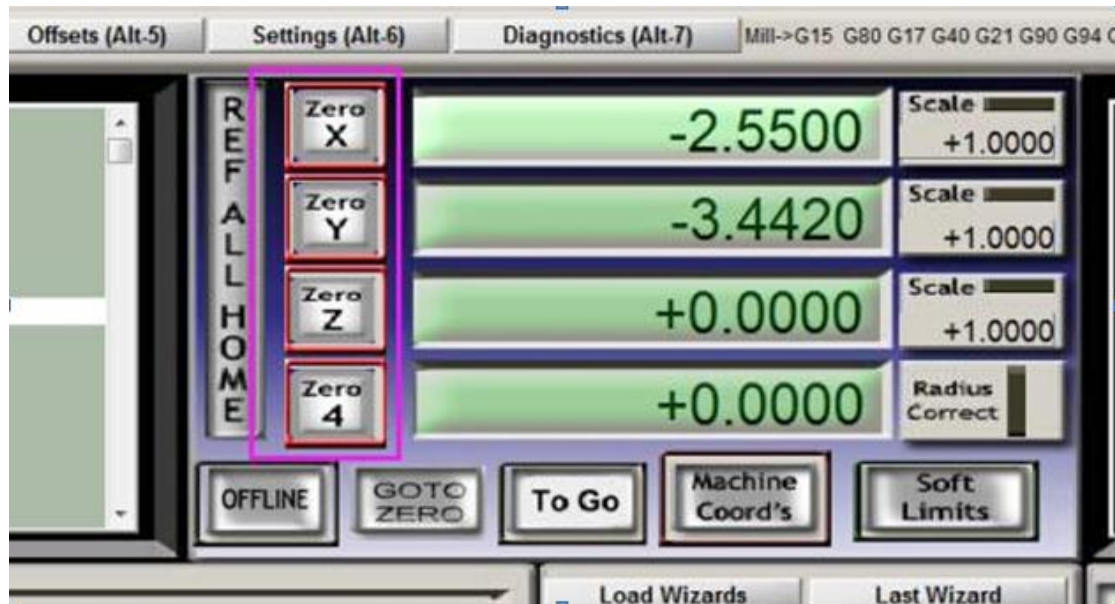 Offsets (Alt-5) Settings (Alt-6) Diagnostics (Alt-7) Mill->G15 G80 G17 G40 G21 G90 G94
REF ALL HOME
Zero X -2.5500 Scale +1.0000
Zero Y -3.4420 Scale +1.0000
Zero Z +0.0000 Scale +1.0000
Zero 4 +0.0000 Radius Correct
OFFLINE GOTO ZERO To Go Machine Coord's Soft Limits
Load Wizards Last Wizard